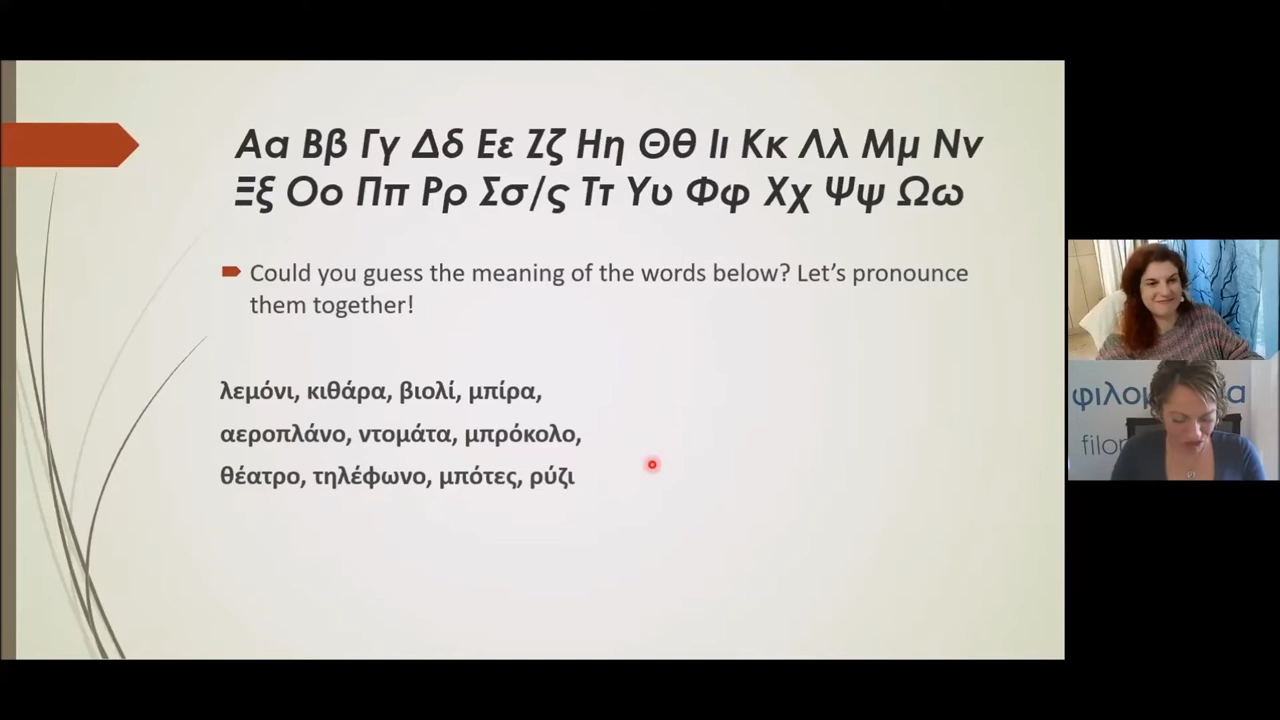 Αα Ββ Γγ Δδ Εε Ζζ Ηη Θθ Ιι Κκ Λλ Μμ Νν
Ξξ Οο Ππ Ρρ Σσ/ς Ττ Υυ Φφ Χχ Ψψ Ωω
Could you guess the meaning of the words below? Let’s pronounce
them together!
λεμόνι, κιθάρα, βιολί, μπίρα,
αεροπλάνο, ντομάτα, μπρόκολο,
θέατρο, τηλέφωνο, μπότες, ρύζι